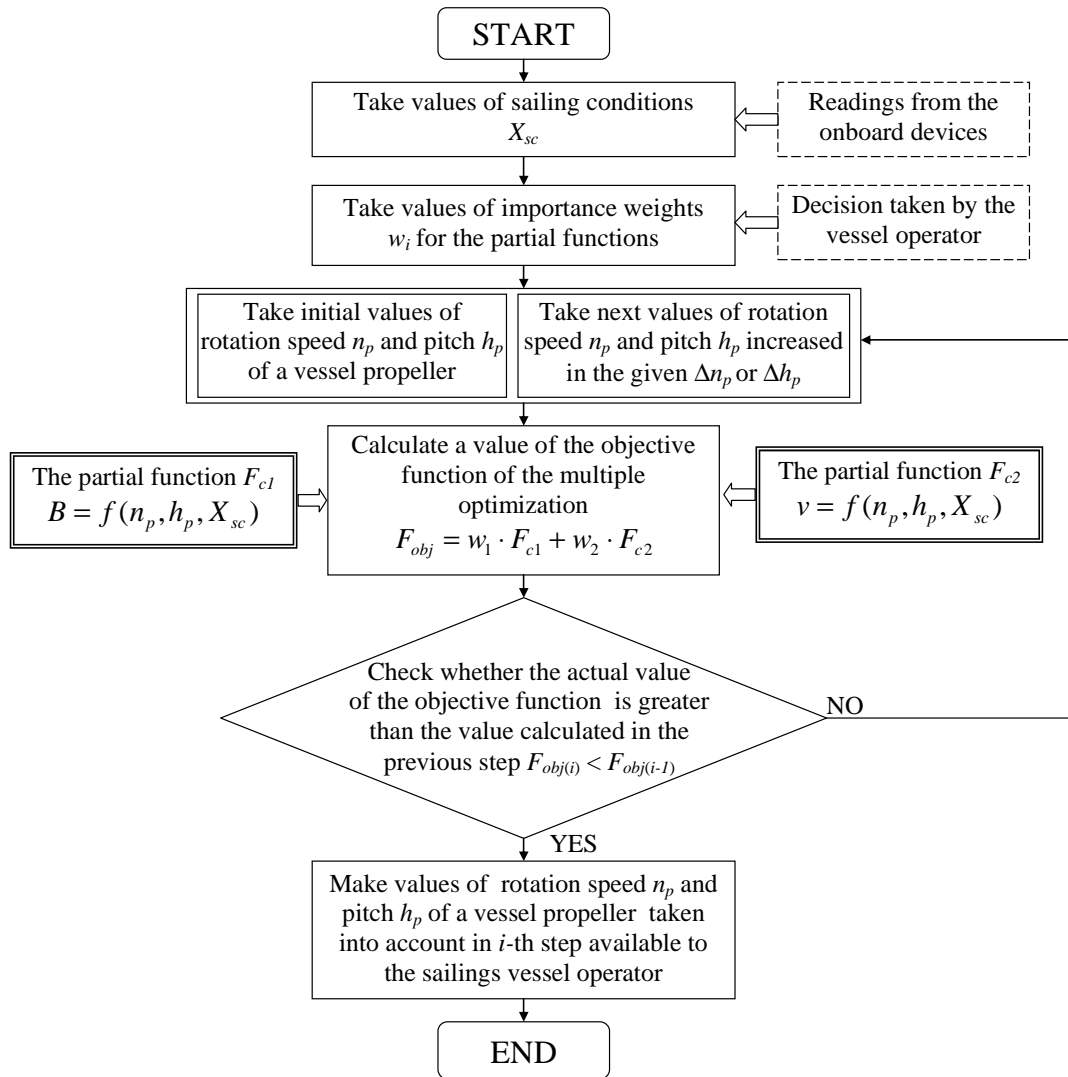 START
Take values of sailing conditions
X_sc
Readings from the
onboard devices
Take values of importance weights
w_i for the partial functions
Decision taken by the
vessel operator
Take initial values of
rotation speed n_p and pitch h_p
of a vessel propeller
Take next values of rotation
speed n_p and pitch h_p increased
in the given Δn_p or Δh_p
The partial function F_c1
B = f(n_p, h_p, X_sc)
Calculate a value of the objective
function of the multiple
optimization
F_obj = w_1 · F_c1 + w_2 · F_c2
The partial function F_c2
v = f(n_p, h_p, X_sc)
Check whether the actual value
of the objective function is greater
than the value calculated in the
previous step F_obj(i) < F_obj(i-1)
NO
YES
Make values of rotation speed n_p and
pitch h_p of a vessel propeller taken
into account in i-th step available to
the sailings vessel operator
END